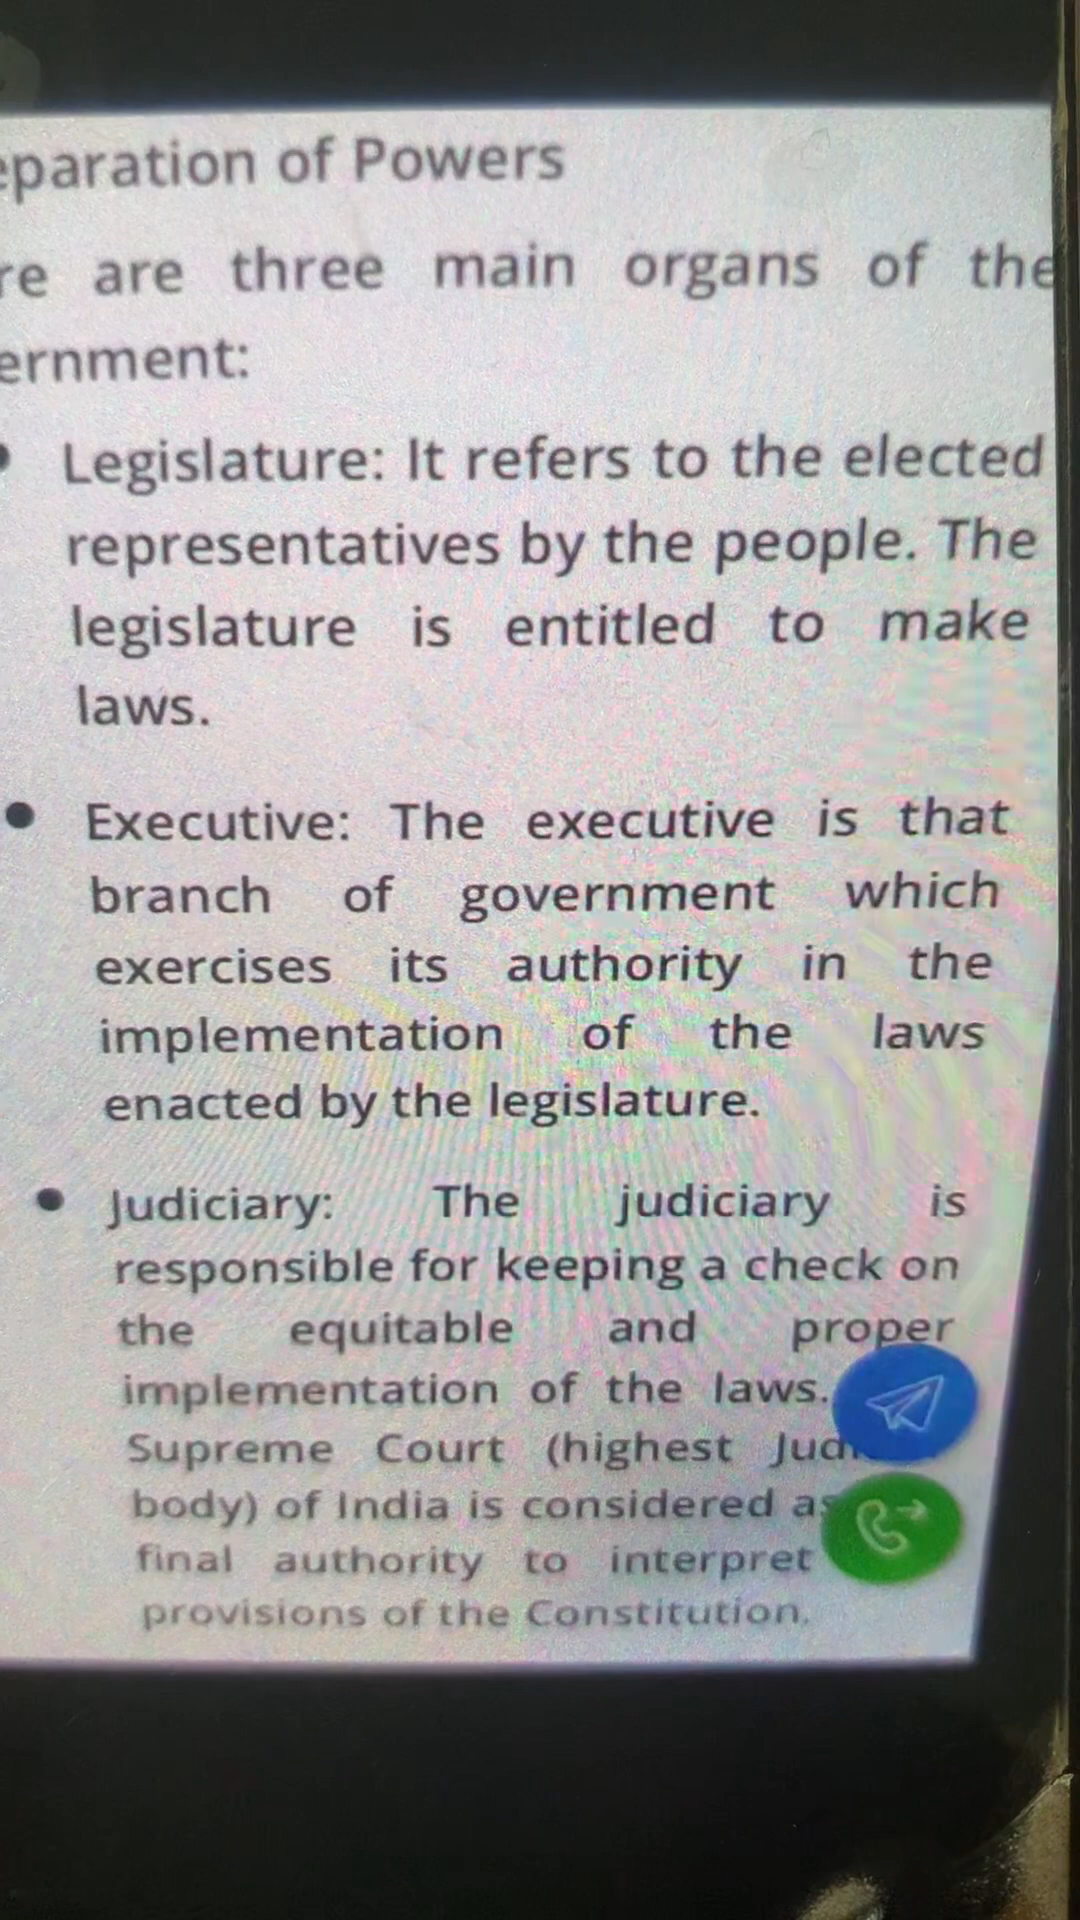 eparation of Powers
re are three main organs of the
ernment:
Legislature: It refers to the elected
representatives by the people. The
legislature is entitled to make
laws.
Executive: The executive is that
branch of government which
exercises its authority in the
implementation of the laws
enacted by the legislature.
Judiciary: The judiciary is
responsible for keeping a check on
the equitable and proper
implementation of the laws.
Supreme Court (highest
body) of India is considered as
final authority to interpret
provisions of the Constitution.